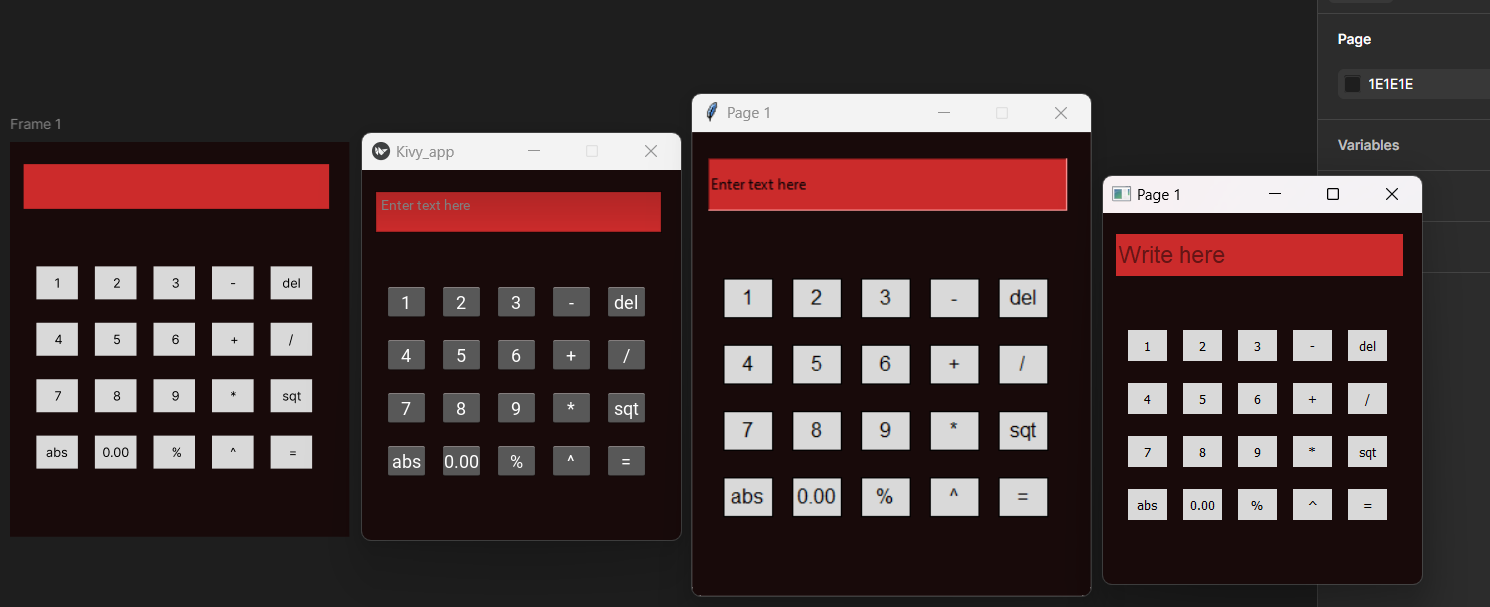 Frame 1
1 2 3 - del
4 5 6 + /
7 8 9 * sqt
abs 0.00 % ^ =
Kivy_app
Enter text here
1 2 3 - del
4 5 6 + /
7 8 9 * sqt
abs 0.00 % ^ =
Page 1
Enter text here
1 2 3 - del
4 5 6 + /
7 8 9 * sqt
abs 0.00 % ^ =
Page 1
Write here
1 2 3 - del
4 5 6 + /
7 8 9 * sqt
abs 0.00 % ^ =
Page
1E1E1E
Variables